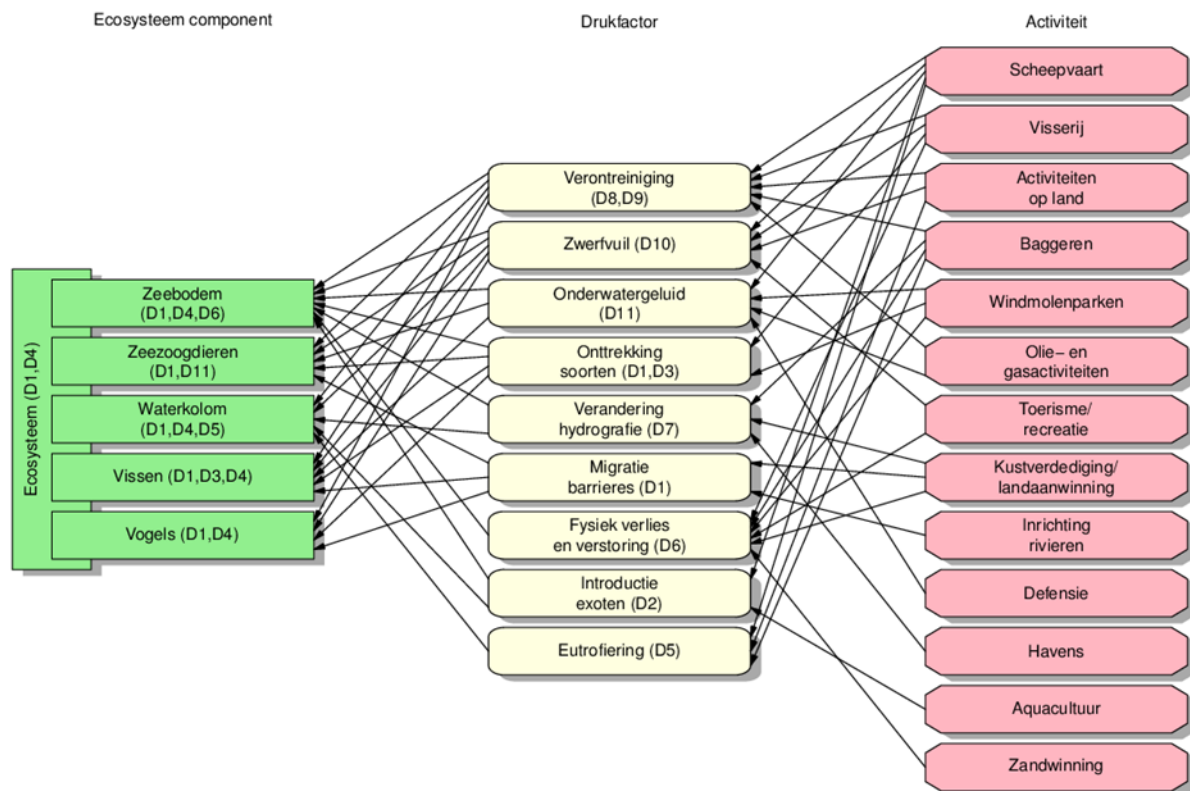 Ecosysteem component
Drukfactor
Activiteit
Ecosysteem (D1,D4)
Zeebodem
(D1,D4,D6)
Zeezoogdieren
(D1,D11)
Waterkolom
(D1,D4,D5)
Vissen (D1,D3,D4)
Vogels (D1,D4)
Verontreiniging
(D8,D9)
Zwerfvuil (D10)
Onderwatergeluid
(D11)
Onttrekking
soorten (D1,D3)
Verandering
hydrografie (D7)
Migratie
barrieres (D1)
Fysiek verlies
en verstoring (D6)
Introductie
exoten (D2)
Eutrofiering (D5)
Scheepvaart
Visserij
Activiteiten
op land
Baggeren
Windmolenparken
Olie− en
gasactiviteiten
Toerisme/
recreatie
Kustverdediging/
landaanwinning
Inrichting
rivieren
Defensie
Havens
Aquacultuur
Zandwinning